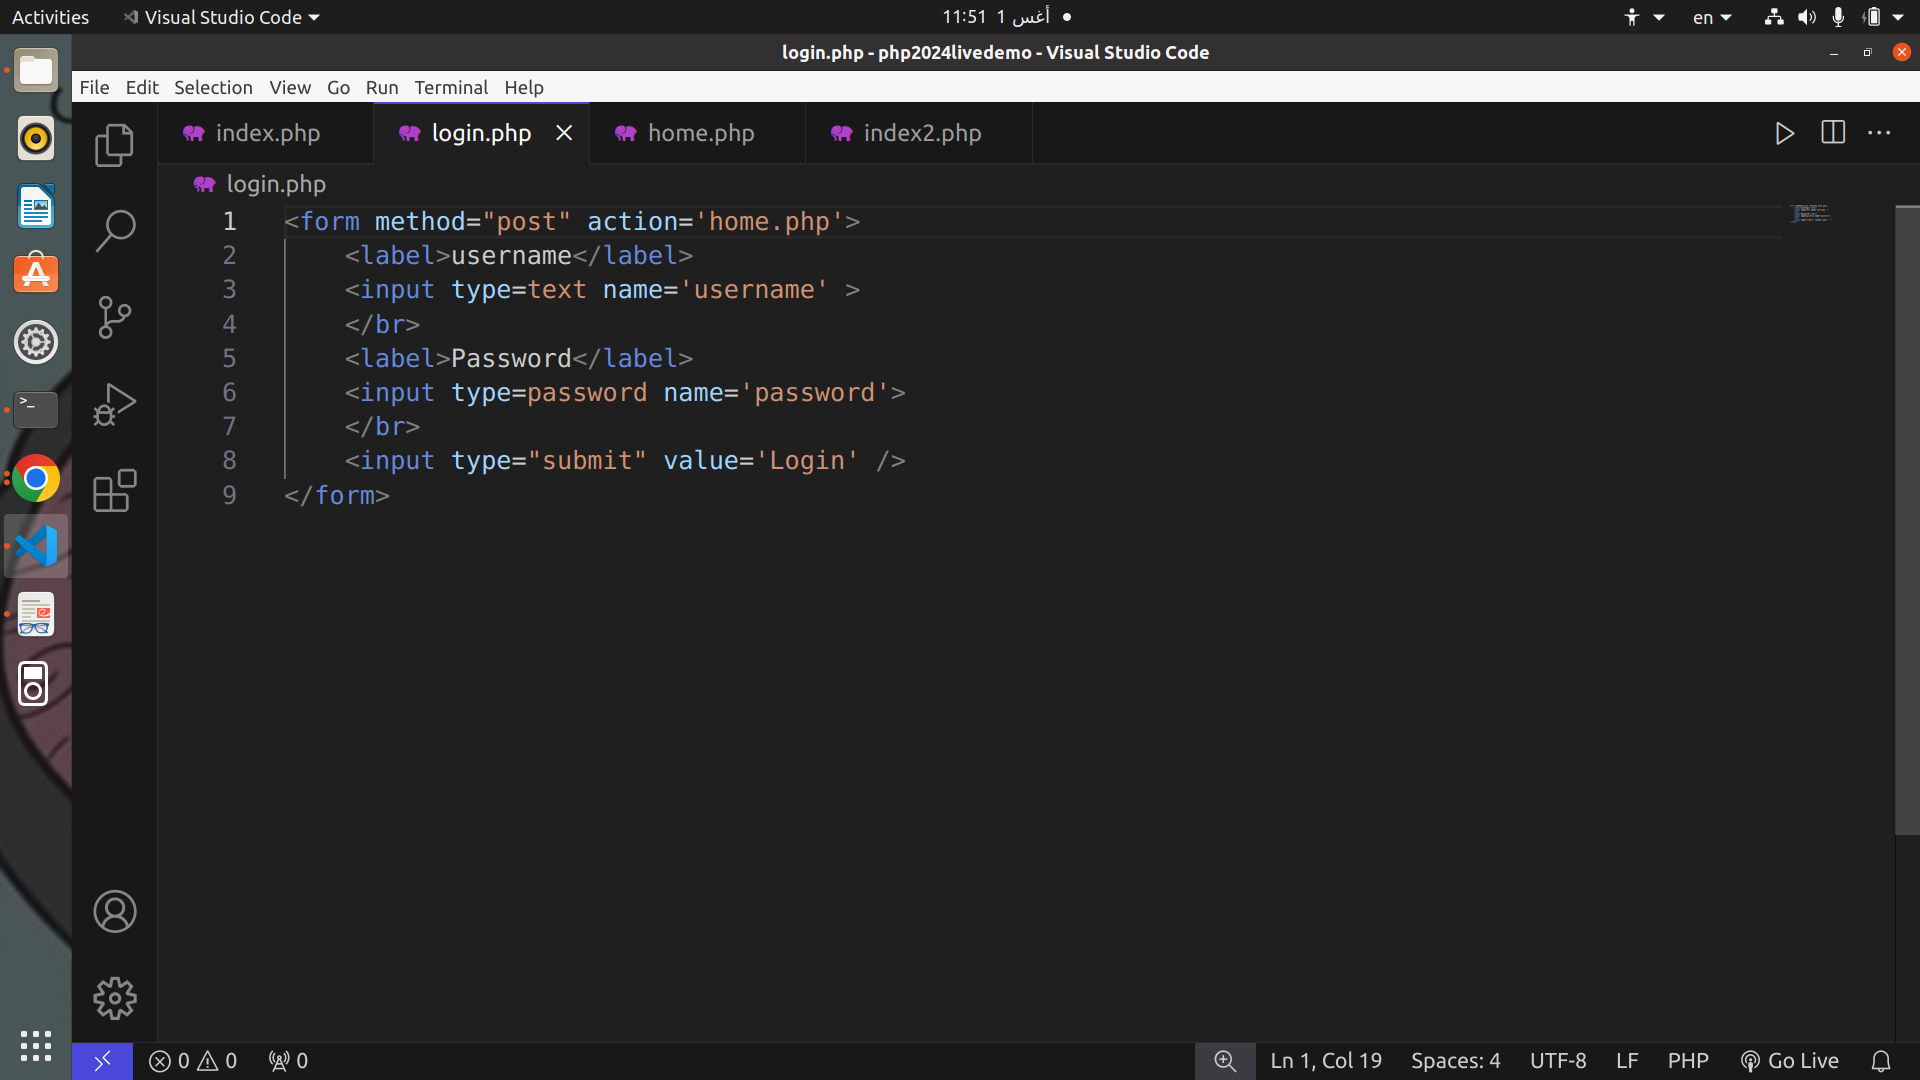 Activities
Visual Studio Code
11:51 1 أغس
en
login.php - php2024livedemo - Visual Studio Code
File Edit Selection View Go Run Terminal Help
index.php
login.php
home.php
index2.php
login.php
1 <form method="post" action='home.php'>
2 <label>username</label>
3 <input type=text name='username' >
4 </br>
5 <label>Password</label>
6 <input type=password name='password'>
7 </br>
8 <input type="submit" value='Login' />
9 </form>
0 0 0
Ln 1, Col 19
Spaces: 4
UTF-8
LF
PHP
Go Live